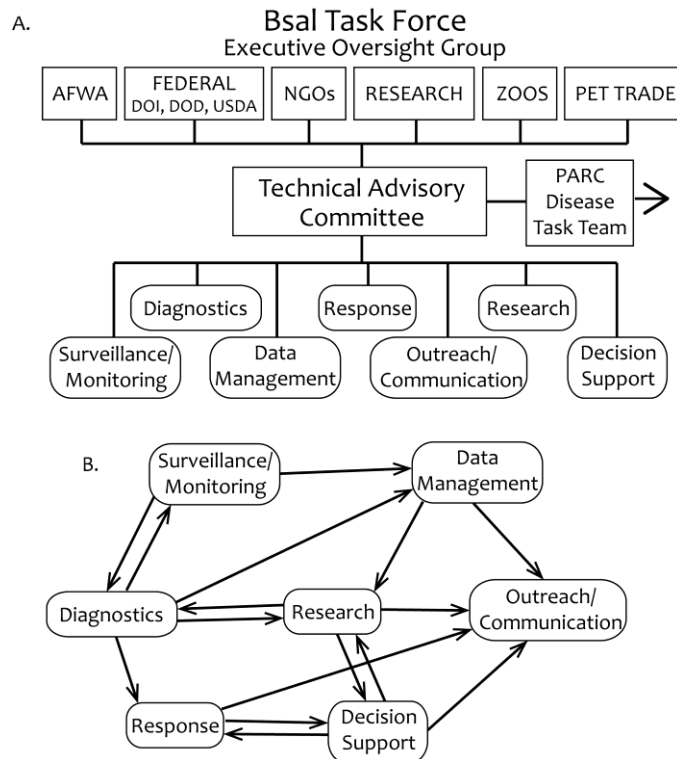 A.
Bsal Task Force
Executive Oversight Group
AFWA
FEDERAL
DOI, DOD, USDA
NGOs
RESEARCH
ZOOS
PET TRADE
Technical Advisory
Committee
PARC
Disease
Task Team
Diagnostics
Response
Research
Surveillance/
Monitoring
Data
Management
Outreach/
Communication
Decision
Support
B.
Surveillance/
Monitoring
Data
Management
Diagnostics
Research
Outreach/
Communication
Response
Decision
Support